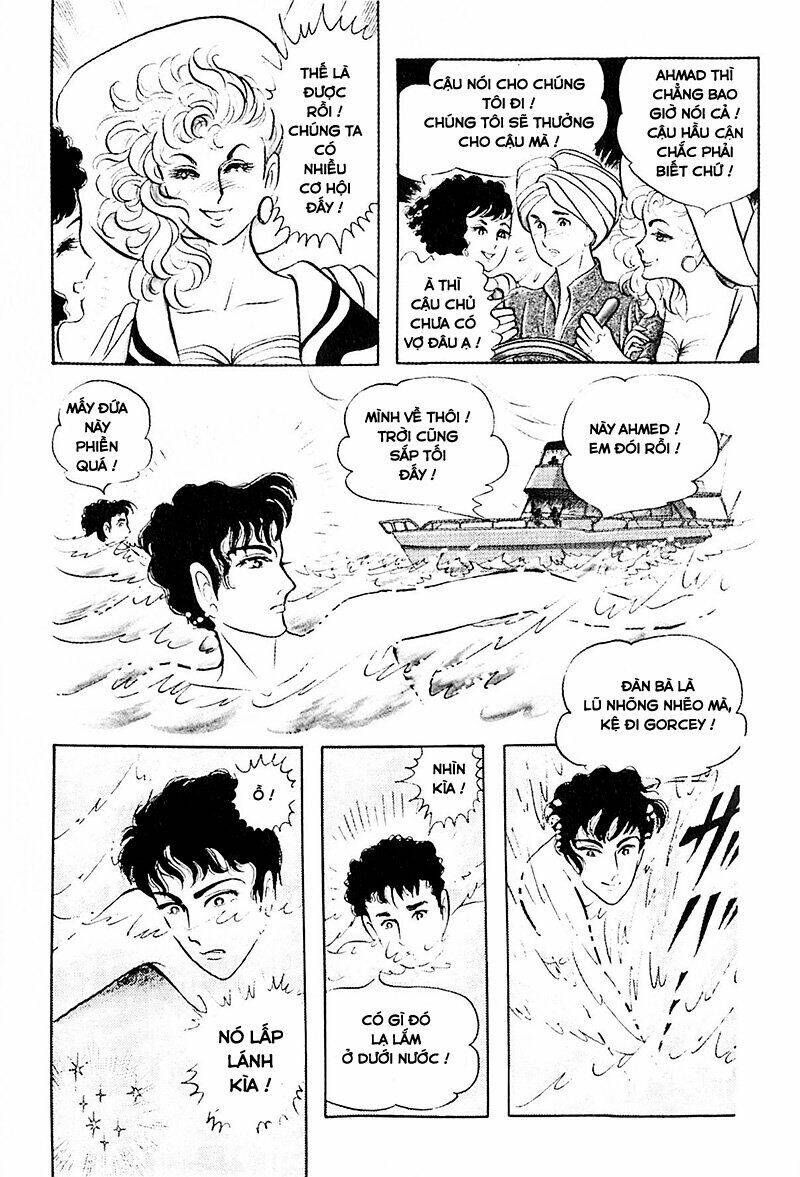 AHMAD THÌ
CHẲNG BAO
GIỜ NÓI CẢ !
CẬU HẦU CẬN
CHẮC PHẢI
BIẾT CHỨ !
CẬU NÓI CHO CHÚNG
TÔI ĐI !
CHÚNG TÔI SẼ THƯỞNG
CHO CẬU MÀ !
À THÌ
CẬU CHỦ
CHƯA CÓ
VỢ ĐÂU Ạ !
THẾ LÀ
ĐƯỢC
RỒI !
CHÚNG TA
CÓ
NHIỀU
CƠ HỘI
ĐẤY !
NÀY AHMED !
EM ĐÓI RỒI !
MÌNH VỀ THÔI !
TRỜI CŨNG
SẮP TỐI
ĐẤY !
MẤY ĐỨA
NÀY
PHIỀN
QUÁ !
ĐÀN BÀ LÀ
LŨ NHÕNG NHẼO MÀ,
KỆ ĐI GORCEY !
NHÌN
KÌA !
CÓ GÌ ĐÓ
LẠ LẮM
Ở DƯỚI NƯỚC !
Ồ !
NÓ LẤP
LÁNH
KÌA !